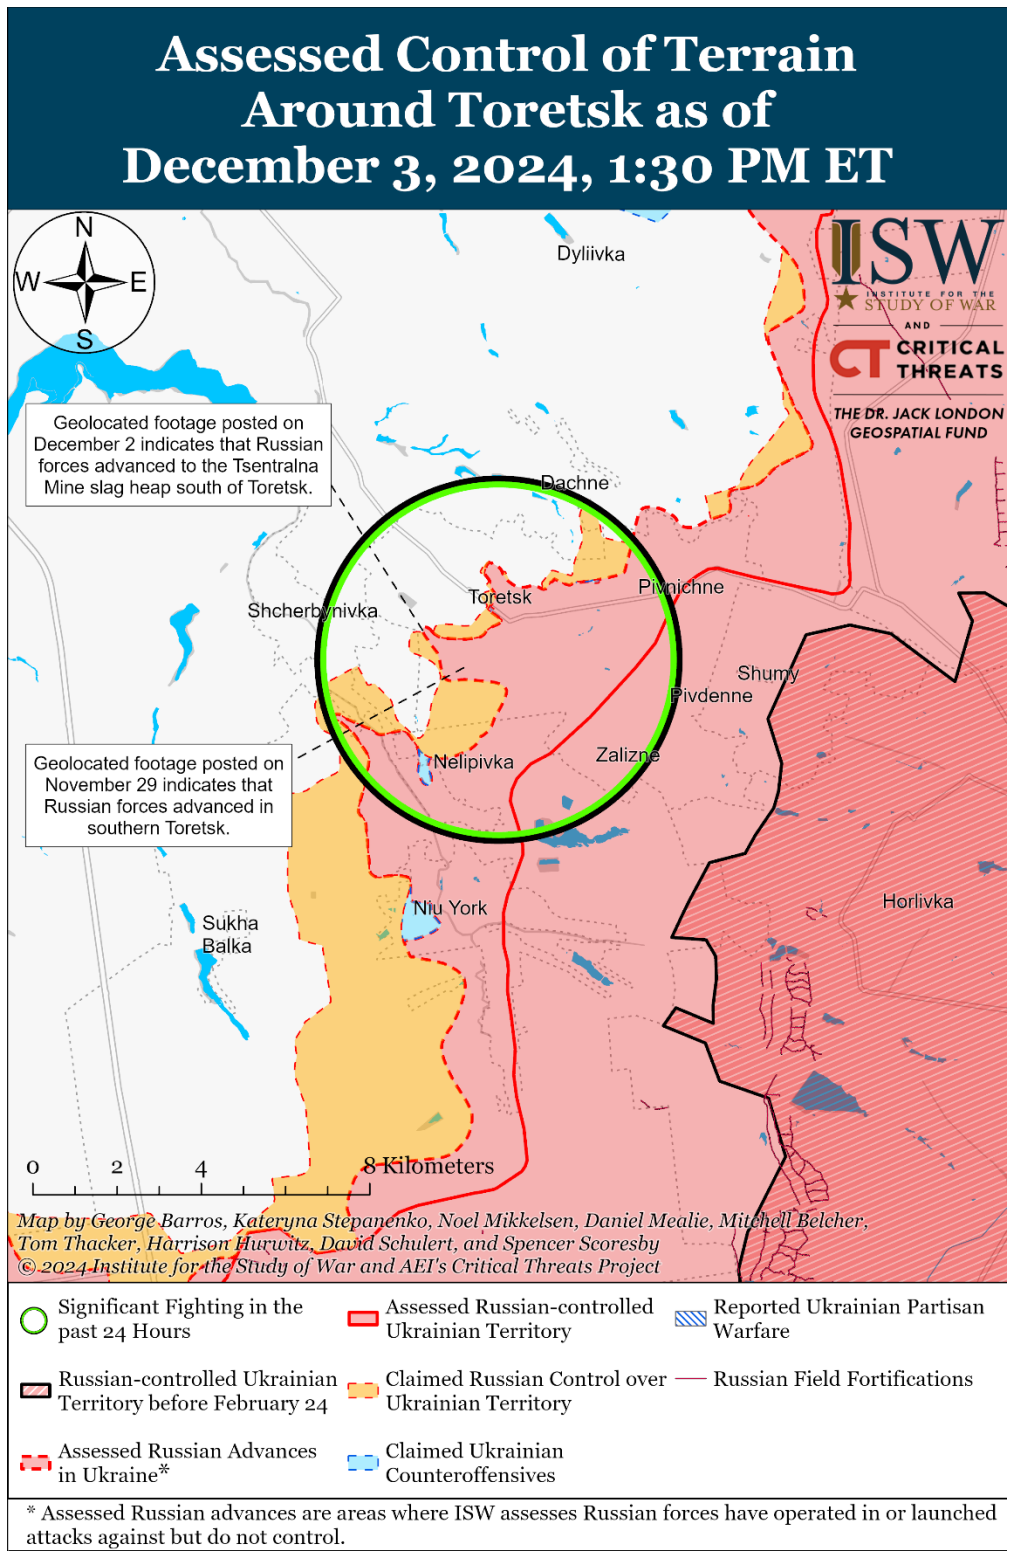 Assessed Control of Terrain
Around Toretsk as of
December 3, 2024, 1:30 PM ET
N
W
E
S
ISW
INSTITUTE FOR THE
STUDY OF WAR
AND
CT CRITICAL
THREATS
THE DR. JACK LONDON
GEOSPATIAL FUND
Dyliivka
Geolocated footage posted on
December 2 indicates that Russian
forces advanced to the Tsentralna
Mine slag heap south of Toretsk.
Dachne
Pivnichne
Toretsk
Shcherbynivka
Shumy
Pivdenne
Zalizne
Nelipivka
Geolocated footage posted on
November 29 indicates that
Russian forces advanced in
southern Toretsk.
Horlivka
Niu York
Sukha
Balka
0 2 4 8 Kilometers
Map by George Barros, Kateryna Stepanenko, Noel Mikkelsen, Daniel Mealie, Mitchell Belcher,
Tom Thacker, Harrison Hurwitz, David Schulert, and Spencer Scoresby
© 2024 Institute for the Study of War and AEI's Critical Threats Project
Significant Fighting in the
past 24 Hours
Assessed Russian-controlled
Ukrainian Territory
Reported Ukrainian Partisan
Warfare
Russian-controlled Ukrainian
Territory before February 24
Claimed Russian Control over
Ukrainian Territory
Russian Field Fortifications
Assessed Russian Advances
in Ukraine*
Claimed Ukrainian
Counteroffensives
* Assessed Russian advances are areas where ISW assesses Russian forces have operated in or launched
attacks against but do not control.